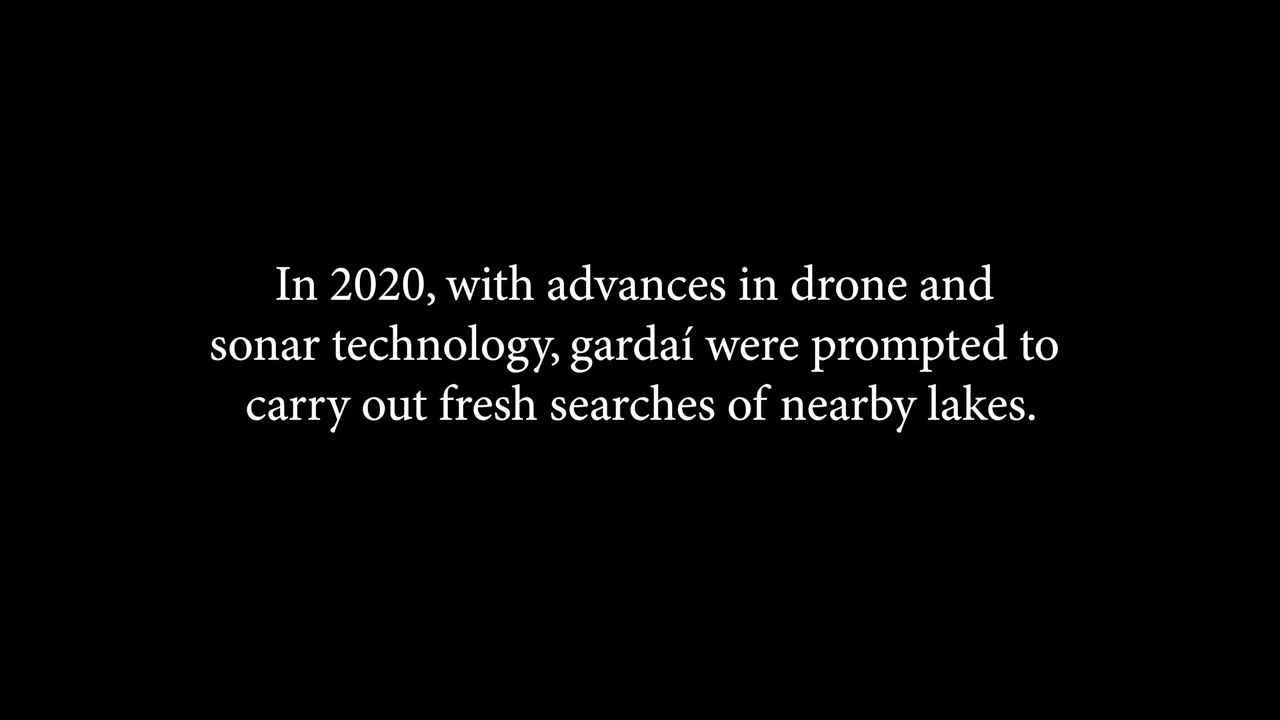 In 2020, with advances in drone and
sonar technology, gardaí were prompted to
carry out fresh searches of nearby lakes.